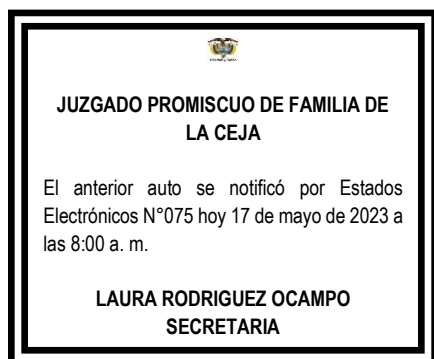 JUZGADO PROMISCUO DE FAMILIA DE
LA CEJA
El anterior auto se notificó por Estados
Electrónicos N°075 hoy 17 de mayo de 2023 a
las 8:00 a. m.
LAURA RODRIGUEZ OCAMPO
SECRETARIA